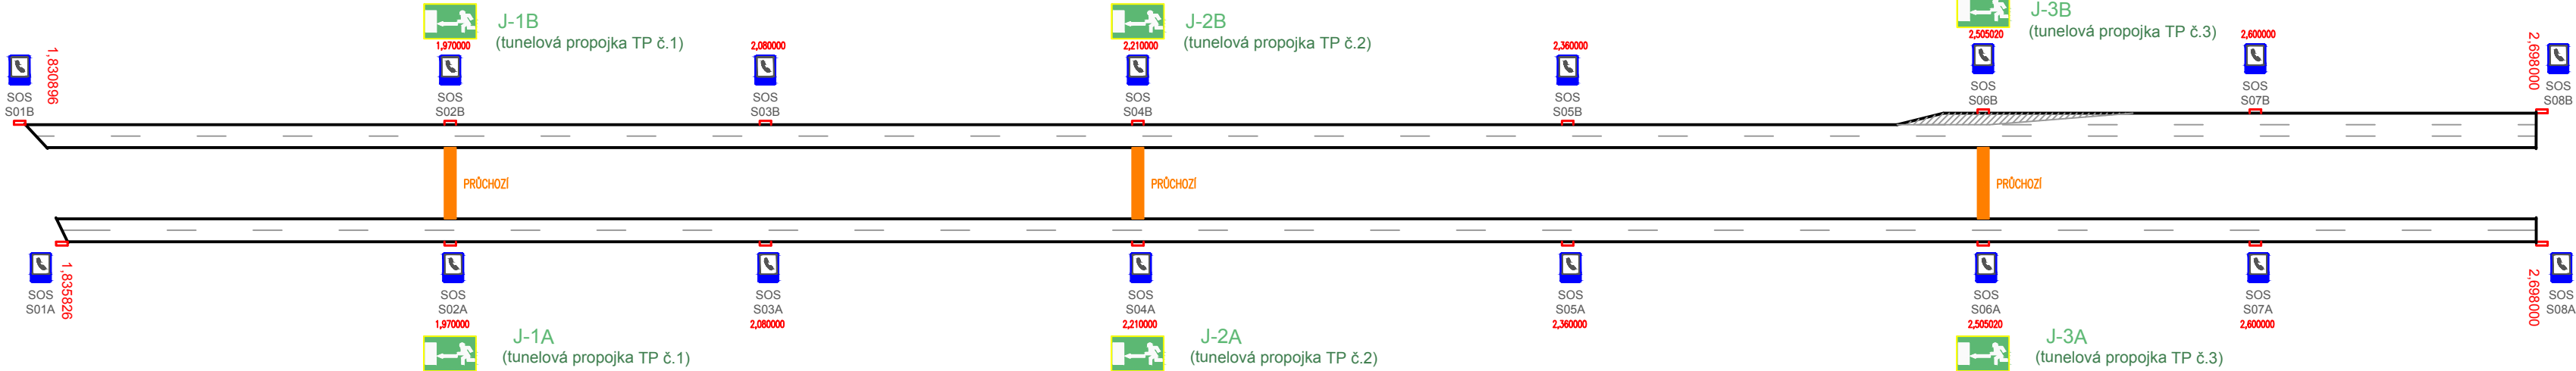 J-1B
(tunelová propojka TP č.1)
J-2B
(tunelová propojka TP č.2)
J-3B
(tunelová propojka TP č.3)
1,830896
1,970000
2,080000
2,210000
2,360000
2,505020
2,600000
2,698000
SOS
S01B
SOS
S02B
SOS
S03B
SOS
S04B
SOS
S05B
SOS
S06B
SOS
S07B
SOS
S08B
PRŮCHOZÍ
PRŮCHOZÍ
PRŮCHOZÍ
SOS
S01A
1,835826
SOS
S02A
SOS
S03A
SOS
S04A
SOS
S05A
SOS
S06A
SOS
S07A
2,698000
SOS
S08A
1,970000
2,080000
2,210000
2,360000
2,505020
2,600000
J-1A
(tunelová propojka TP č.1)
J-2A
(tunelová propojka TP č.2)
J-3A
(tunelová propojka TP č.3)